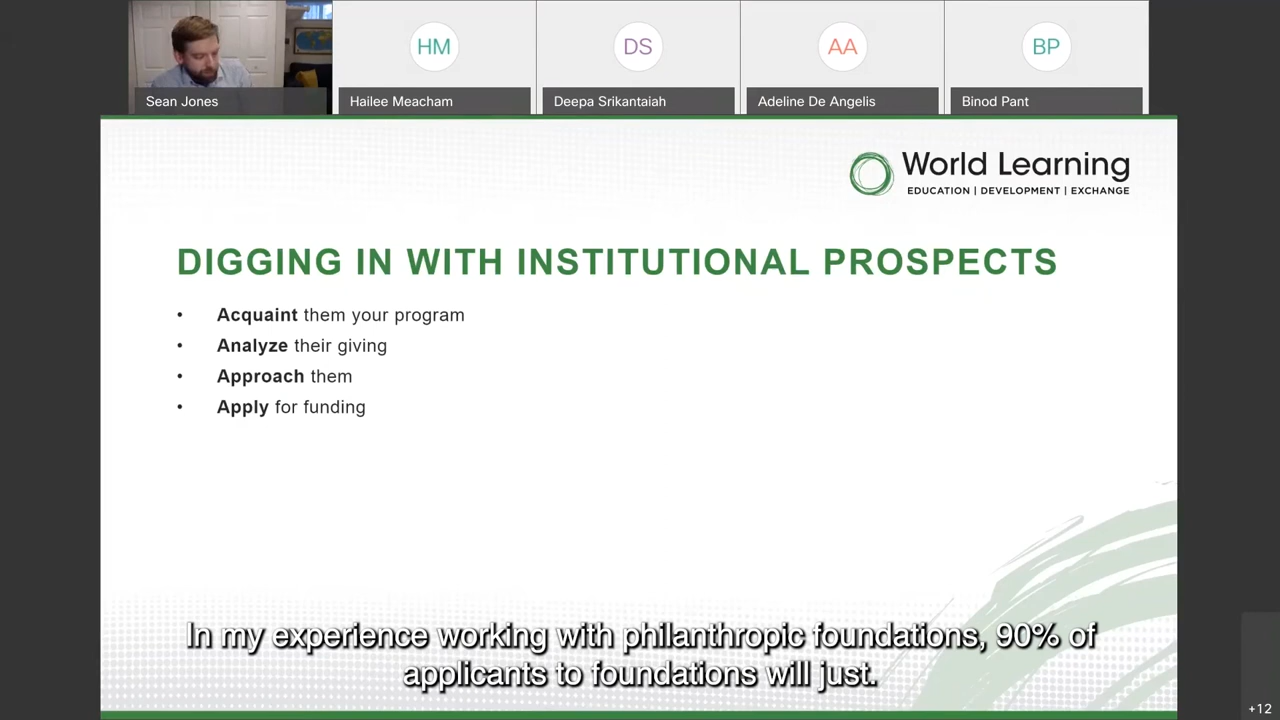 HM
DS
AA
BP
Sean Jones
Hailee Meacham
Deepa Srikantaiah
Adeline De Angelis
Binod Pant
World Learning
EDUCATION | DEVELOPMENT | EXCHANGE
DIGGING IN WITH INSTITUTIONAL PROSPECTS
• Acquaint them your program
• Analyze their giving
• Approach them
• Apply for funding
In my experience working with philanthropic foundations, 90% of
applicants to foundations will just.
+12